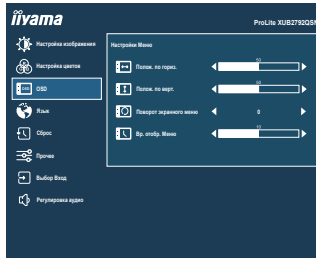 iiyama
ProLite XUB2792QSN
Настройка изображения
Настройка цветов
OSD
Язык
Сброс
Прочее
Выбор Вход
Регулировка аудио
Настройки Меню
Полож. по гориз.
50
Полож. по верт.
50
Поворот экранного меню
0
Вр. отобр. Меню
10